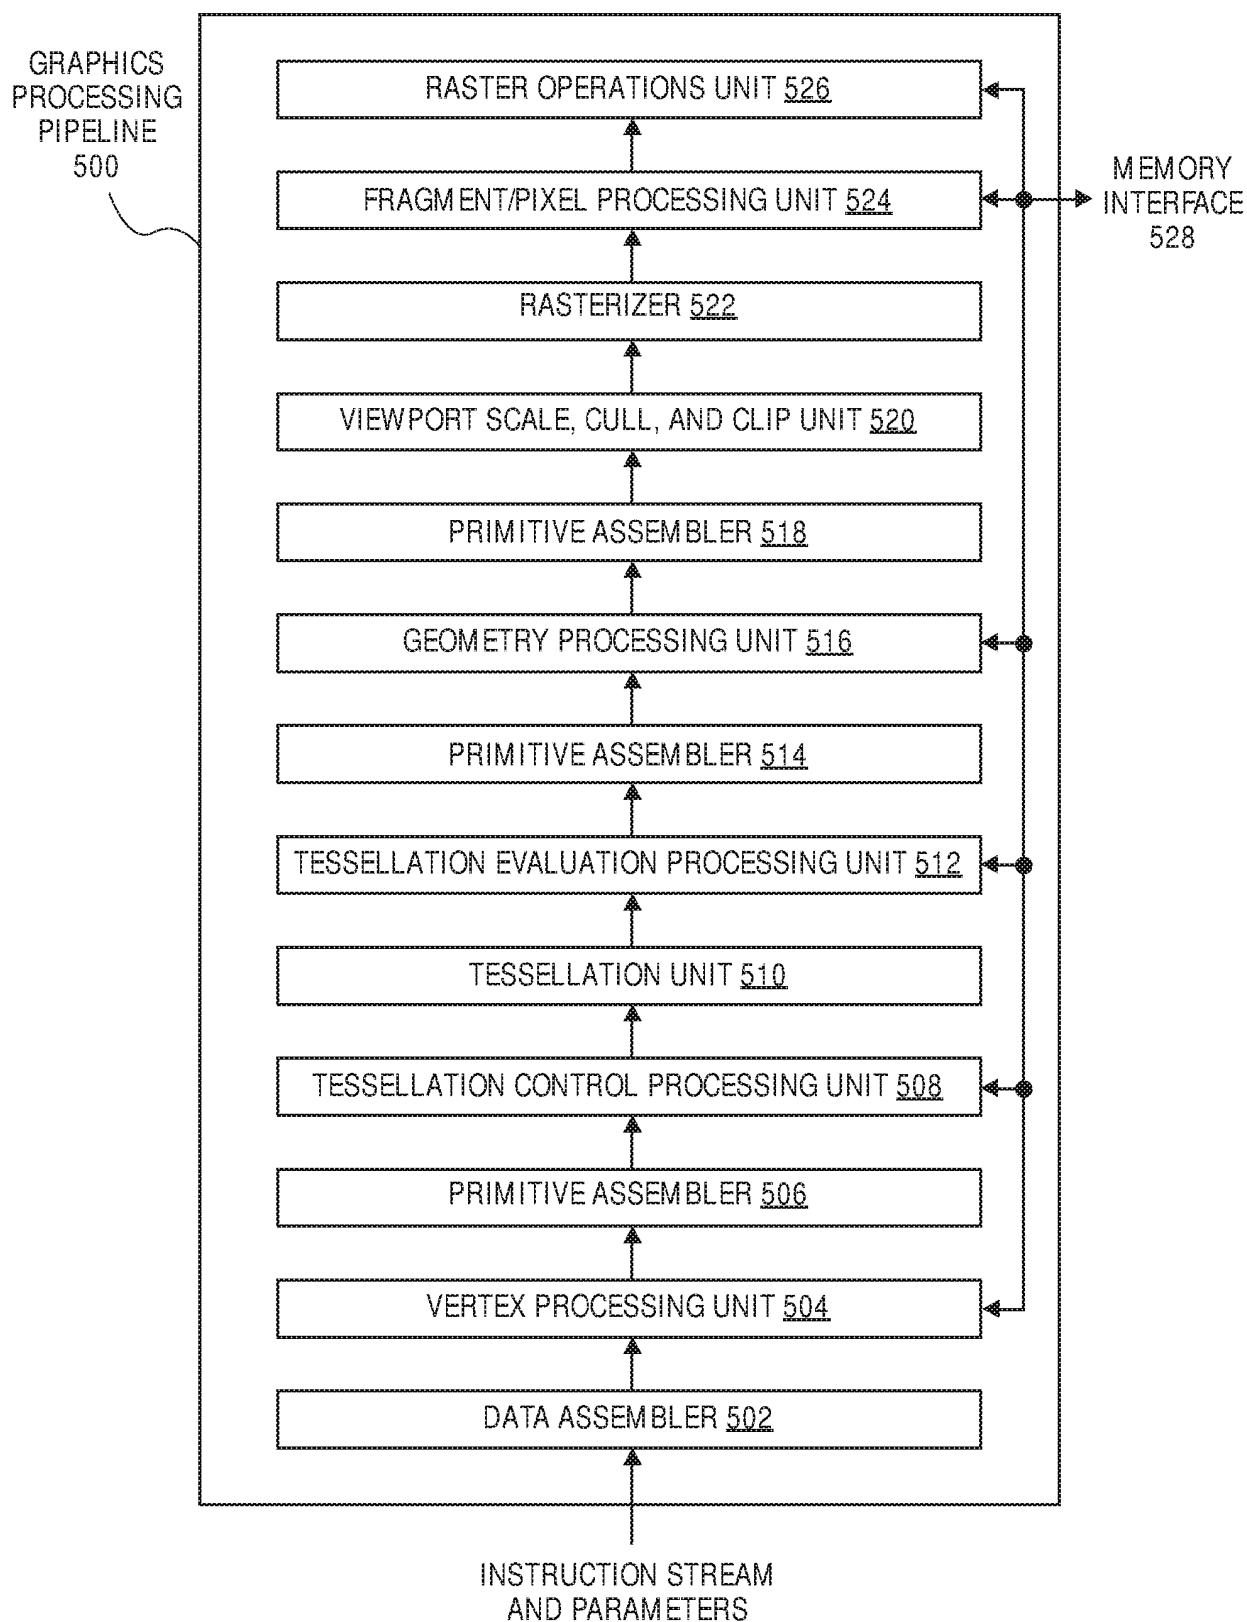 GRAPHICS
PROCESSING
PIPELINE
500
RASTER OPERATIONS UNIT 526
FRAGMENT/PIXEL PROCESSING UNIT 524
MEMORY
INTERFACE
528
RASTERIZER 522
VIEWPORT SCALE, CULL, AND CLIP UNIT 520
PRIMITIVE ASSEMBLER 518
GEOMETRY PROCESSING UNIT 516
PRIMITIVE ASSEMBLER 514
TESSELLATION EVALUATION PROCESSING UNIT 512
TESSELLATION UNIT 510
TESSELLATION CONTROL PROCESSING UNIT 508
PRIMITIVE ASSEMBLER 506
VERTEX PROCESSING UNIT 504
DATA ASSEMBLER 502
INSTRUCTION STREAM
AND PARAMETERS